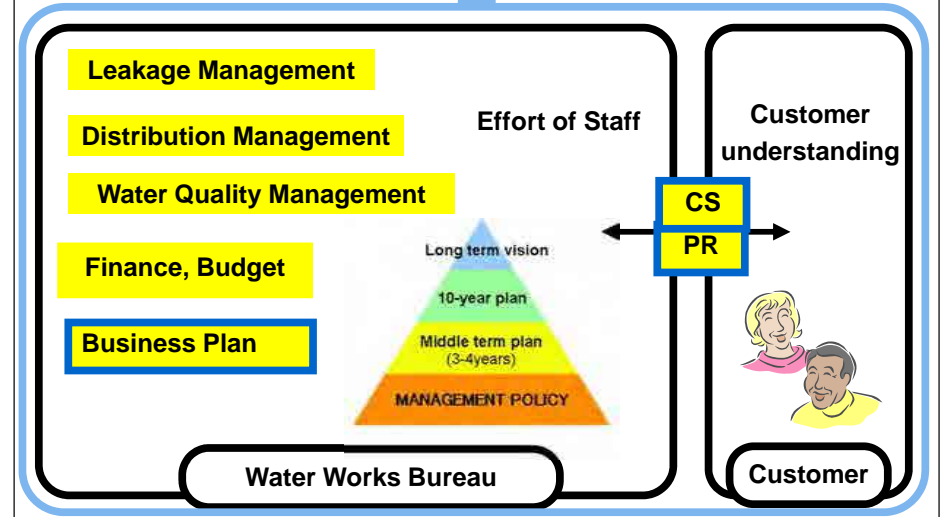 Leakage Management
Distribution Management
Water Quality Management
Finance, Budget
Business Plan
Effort of Staff
Long term vision
10-year plan
Middle term plan
(3-4years)
MANAGEMENT POLICY
Water Works Bureau
CS
PR
Customer
understanding
Customer